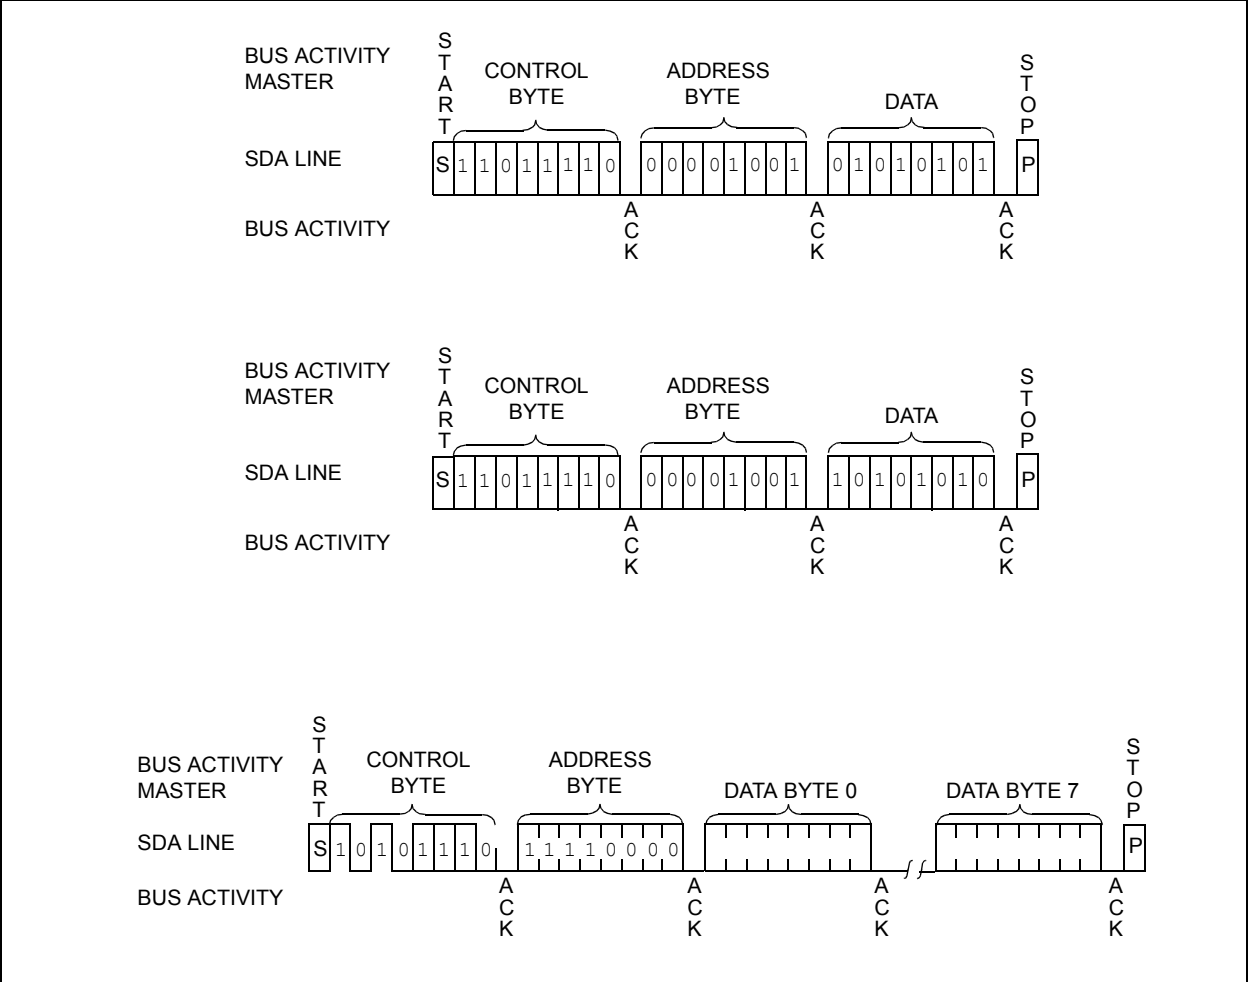 START
BUS ACTIVITY
MASTER
CONTROL
BYTE
ADDRESS
BYTE
DATA
STOP
SDA LINE
S 1 1 0 1 1 1 1 0
0 0 0 0 1 0 0 1
0 1 0 1 0 1 0 1
P
BUS ACTIVITY
ACK
ACK
ACK
START
BUS ACTIVITY
MASTER
CONTROL
BYTE
ADDRESS
BYTE
DATA
STOP
SDA LINE
S 1 1 0 1 1 1 1 0
0 0 0 0 1 0 0 1
1 0 1 0 1 0 1 0
P
BUS ACTIVITY
ACK
ACK
ACK
START
BUS ACTIVITY
MASTER
CONTROL
BYTE
ADDRESS
BYTE
DATA BYTE 0
DATA BYTE 7
STOP
SDA LINE
S 1 0 1 0 1 1 1 0
1 1 1 1 0 0 0 0
P
BUS ACTIVITY
ACK
ACK
ACK
ACK